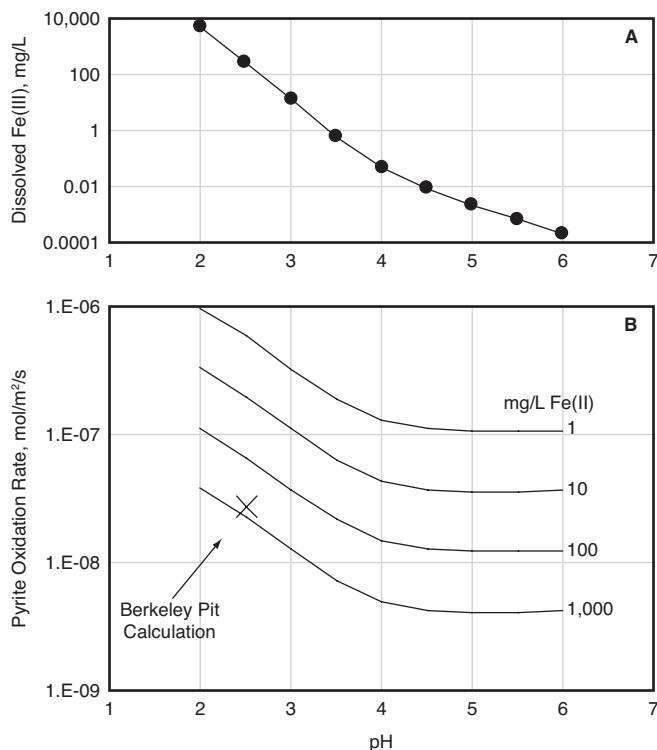 10,000
100
1
0.01
0.0001
Dissolved Fe(III), mg/L
A
1 2 3 4 5 6 7
1.E-06
1.E-07
1.E-08
1.E-09
Pyrite Oxidation Rate, mol/m²/s
B
mg/L Fe(II)
1
10
100
1,000
Berkeley Pit
Calculation
1 2 3 4 5 6 7
pH